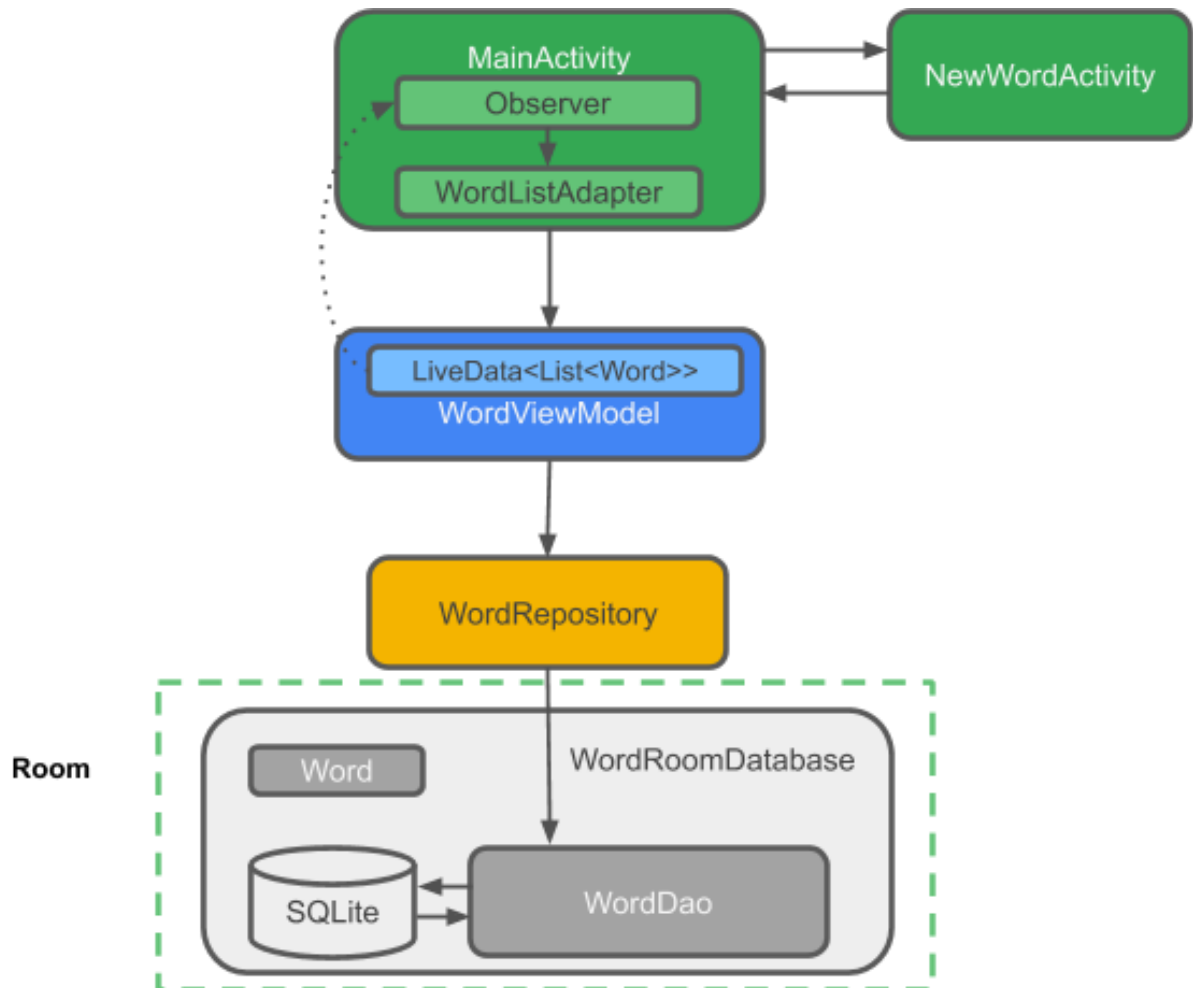 MainActivity
Observer
WordListAdapter
NewWordActivity
LiveData<List<Word>>
WordViewModel
WordRepository
Room
Word
WordRoomDatabase
SQLite
WordDao